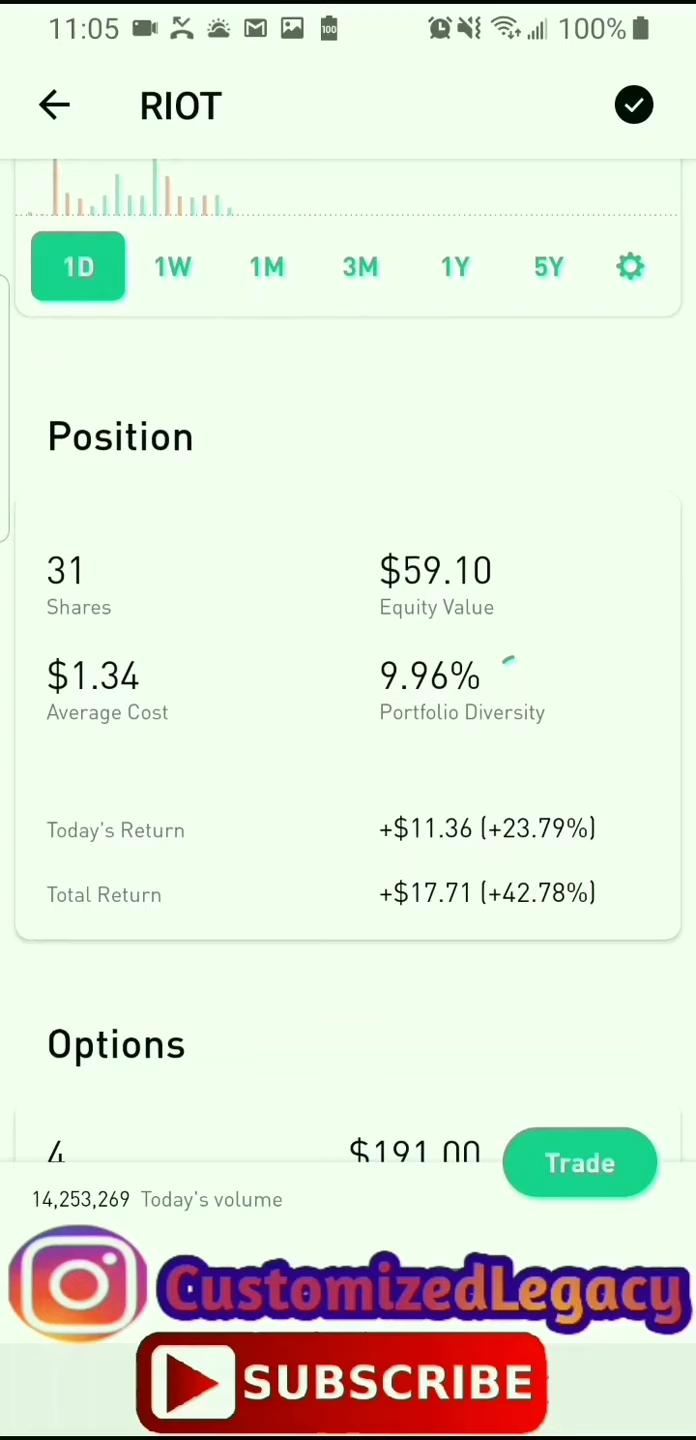 11:05 100 100%
RIOT
1D 1W 1M 3M 1Y 5Y
Position
31 $59.10
Shares Equity Value
$1.34 9.96%
Average Cost Portfolio Diversity
Today's Return +$11.36 (+23.79%)
Total Return +$17.71 (+42.78%)
Options
4 $191.00
Trade
14,253,269 Today's volume
CustomizedLegacy
SUBSCRIBE